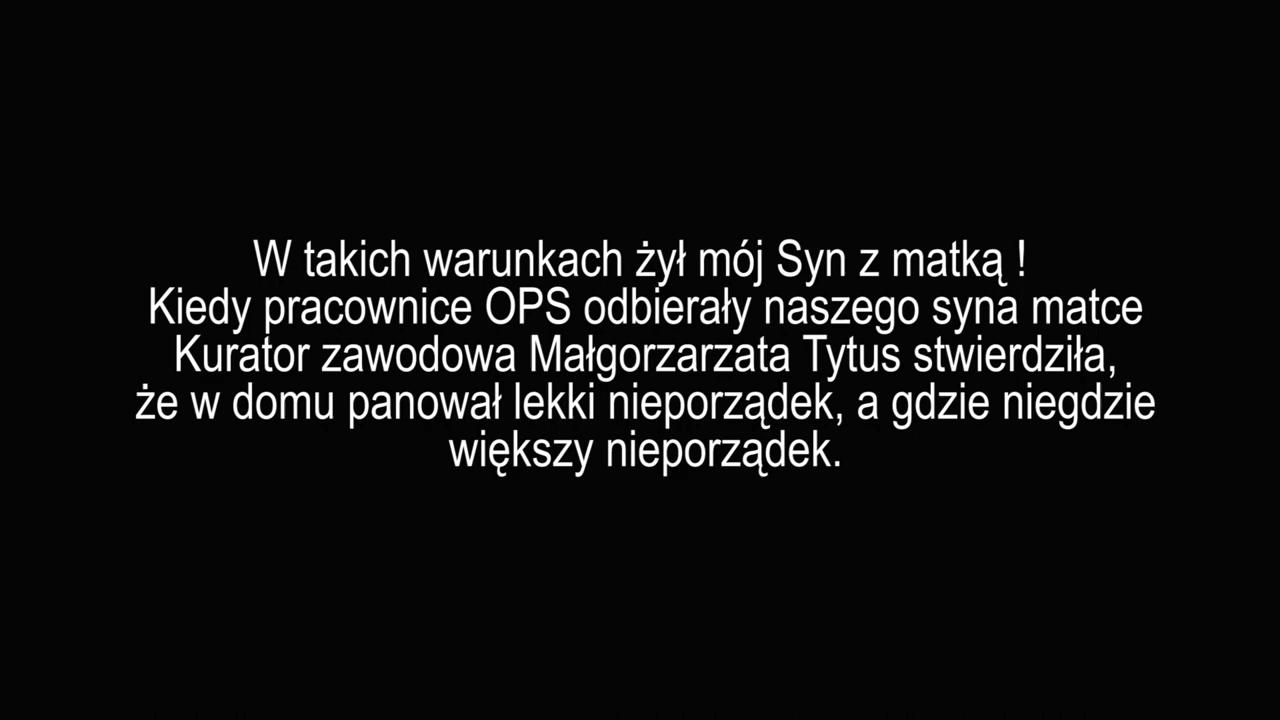 W takich warunkach żył mój Syn z matką !
Kiedy pracownice OPS odbierały naszego syna matce
Kurator zawodowa Małgorzarzata Tytus stwierdziła,
że w domu panował lekki nieporządek, a gdzie niegdzie
większy nieporządek.